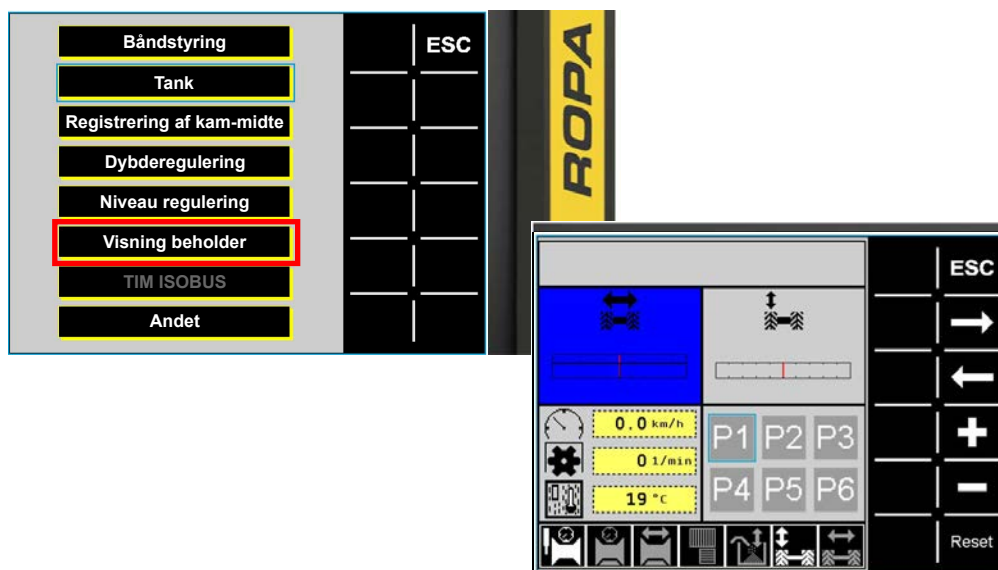 Båndstyring
ESC
Tank
Registrering af kam-midte
Dybderegulering
Niveau regulering
Visning beholder
TIM ISOBUS
Andet
ROPA
ESC
0.0 km/h
P1 P2 P3
0 1/min
P4 P5 P6
19 °C
Reset